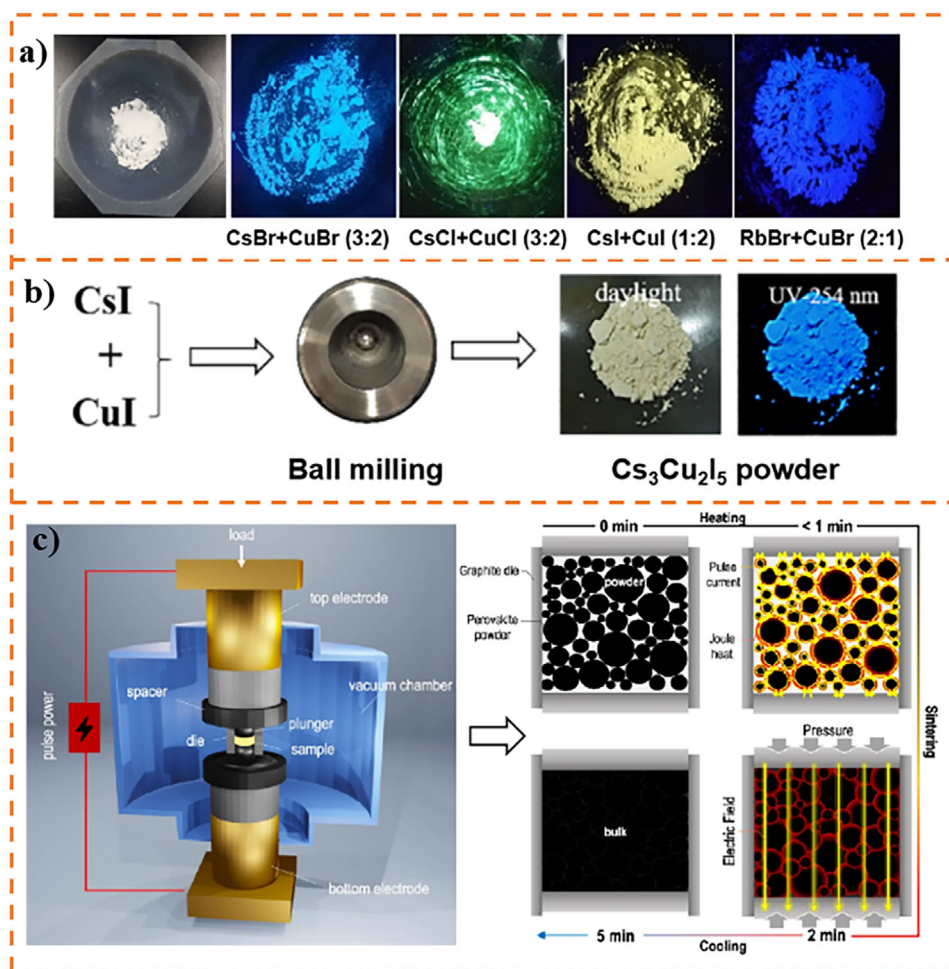 a)
CsBr+CuBr (3:2)
CsCl+CuCl (3:2)
CsI+CuI (1:2)
RbBr+CuBr (2:1)
b)
CsI
+
CuI
Ball milling
daylight
UV-254 nm
Cs₃Cu₂I₅ powder
c)
load
top electrode
vacuum chamber
spacer
plunger
die
sample
pulse power
bottom electrode
0 min
Heating
< 1 min
Graphite die
powder
Perovakite
powder
Pulse
current
Joule
heat
Sintering
Pressure
bulk
Electric Field
5 min
Cooling
2 min